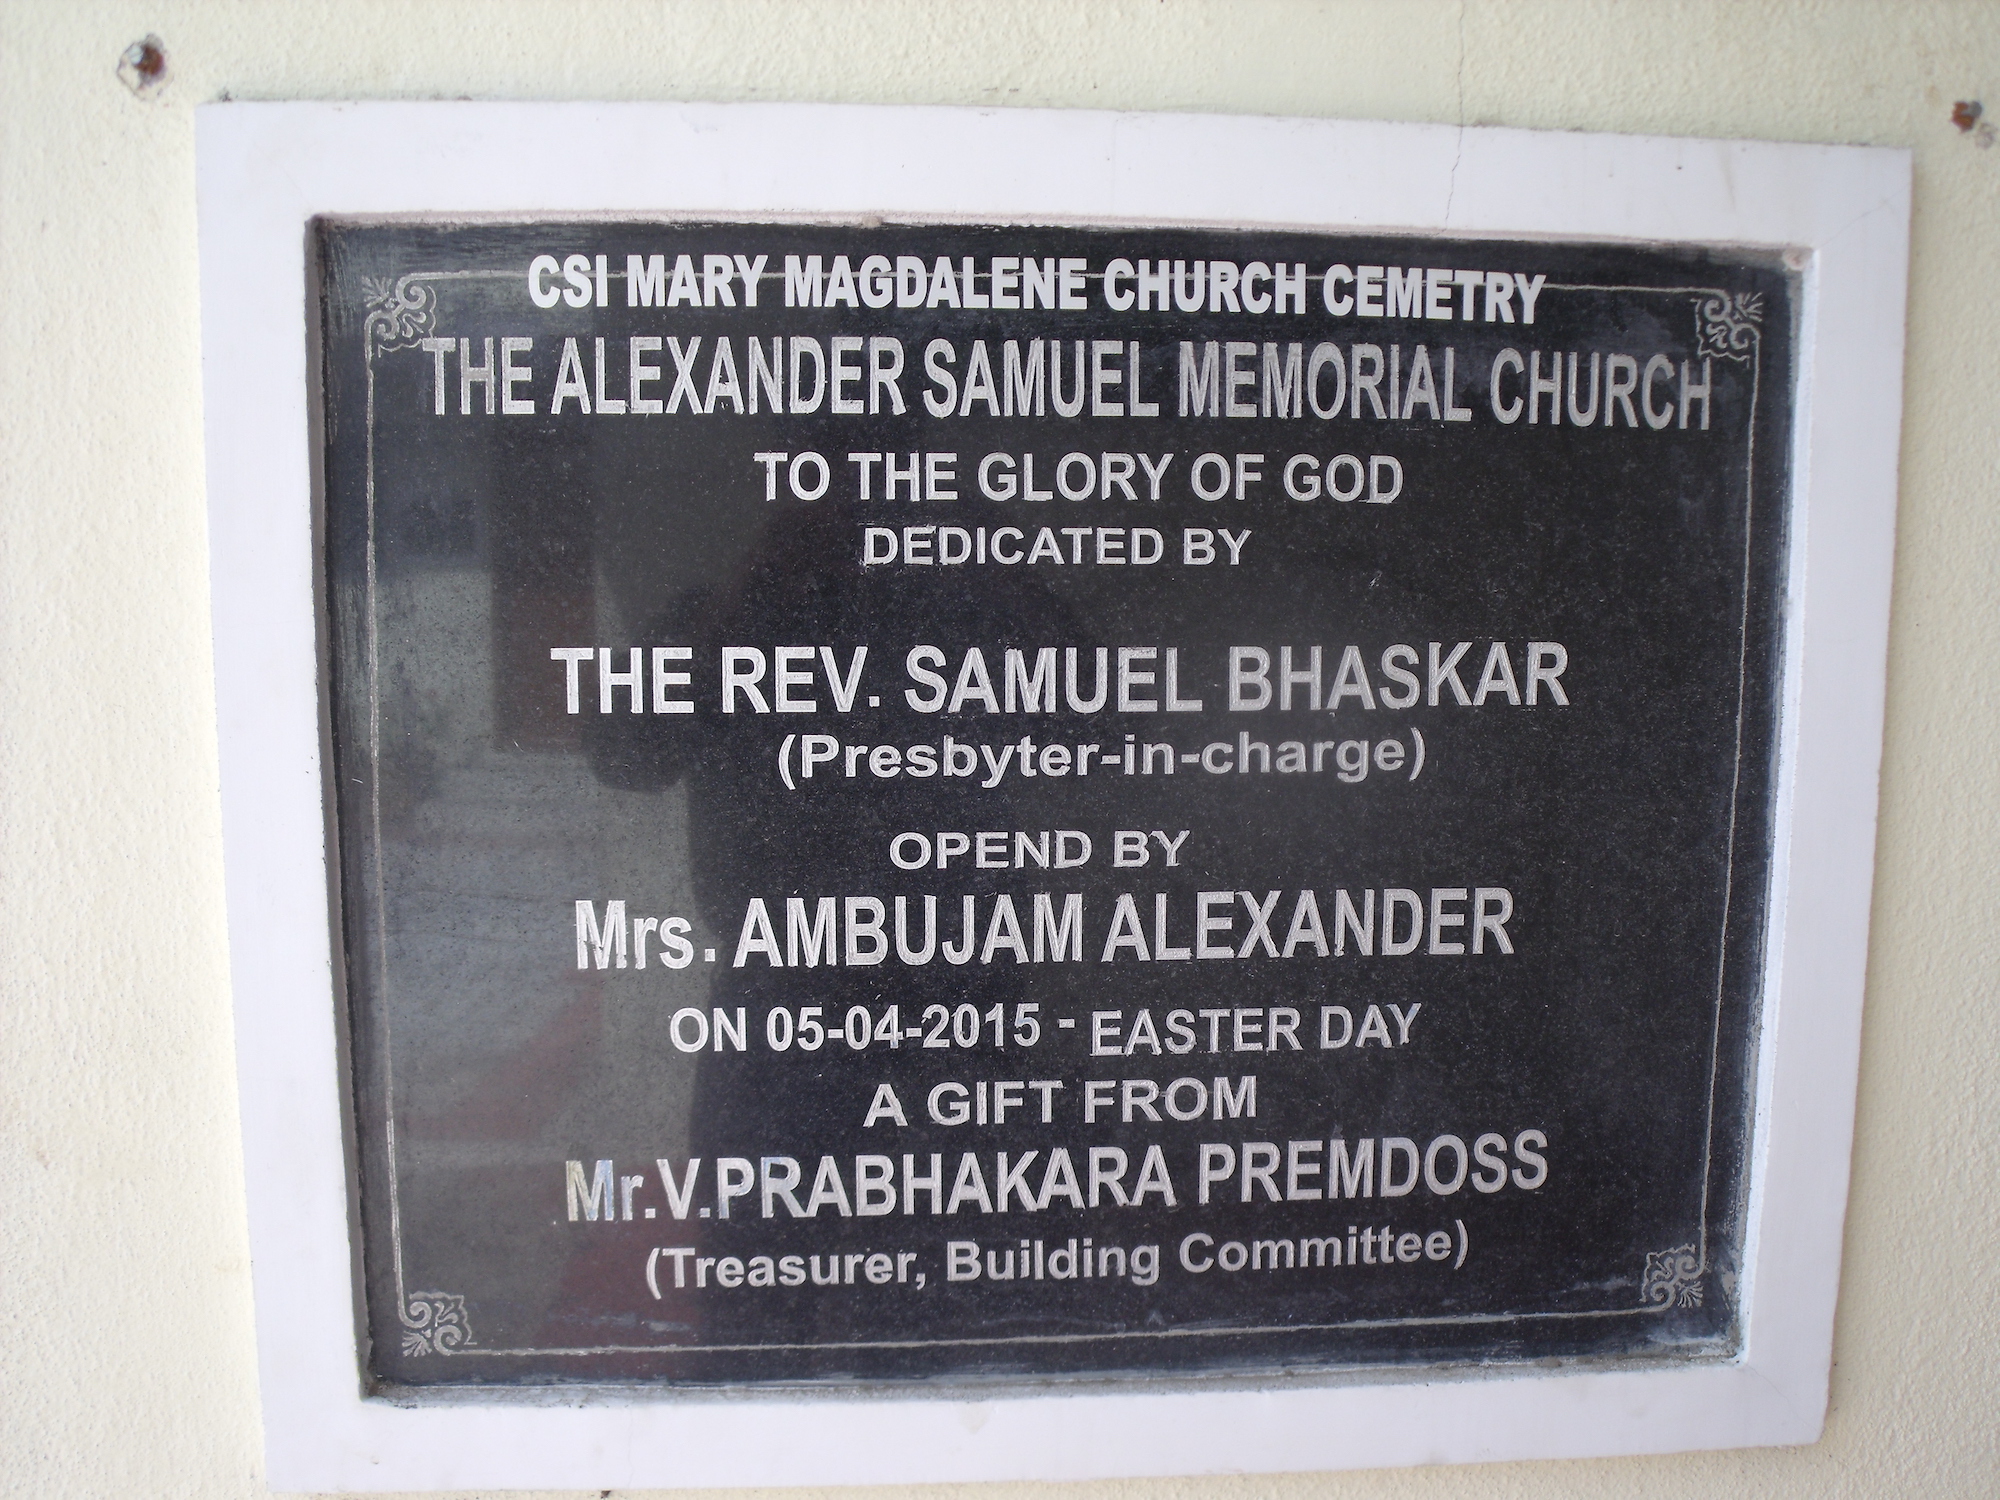 CSI MARY MAGDALENE CHURCH CEMETRY
THE ALEXANDER SAMUEL MEMORIAL CHURCH
TO THE GLORY OF GOD
DEDICATED BY
THE REV. SAMUEL BHASKAR
(Presbyter-in-charge)
OPEND BY
Mrs. AMBUJAM ALEXANDER
ON 05-04-2015 - EASTER DAY
A GIFT FROM
Mr.V.PRABHAKARA PREMDOSS
(Treasurer, Building Committee)